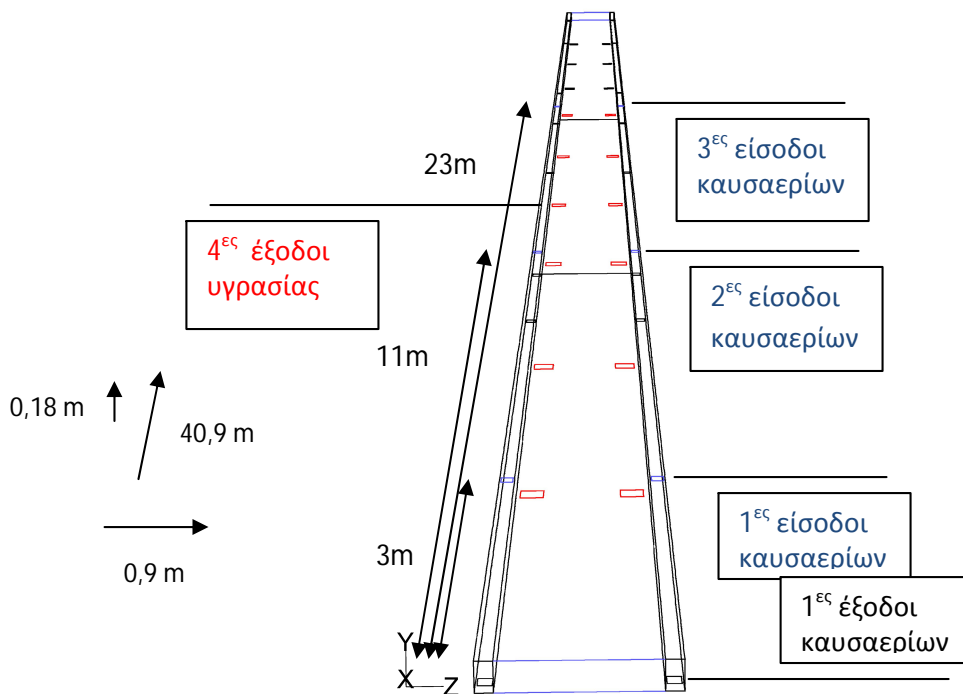 23m
3ες είσοδοι
καυσαερίων
4ες έξοδοι
υγρασίας
2ες είσοδοι
καυσαερίων
11m
0,18 m
40,9 m
0,9 m
3m
1ες είσοδοι
καυσαερίων
1ες έξοδοι
καυσαερίων
Y
X
Z